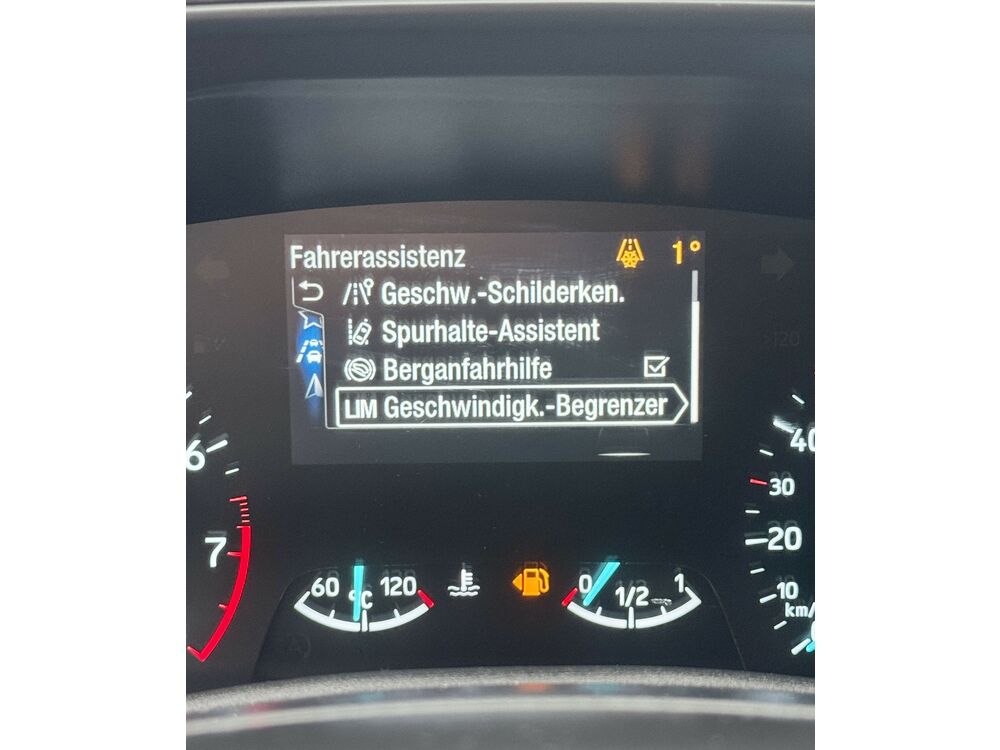 Fahrerassistenz 1°
Geschw.-Schilderken.
Spurhalte-Assistent
Berganfahrhilfe
LIM Geschwindigk.-Begrenzer
6
7
40
30
20
10
km/
60 °C 120
0 1/2 1